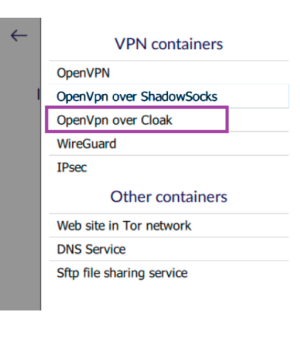 VPN containers
OpenVPN
OpenVpn over ShadowSocks
OpenVpn over Cloak
WireGuard
IPsec
Other containers
Web site in Tor network
DNS Service
Sftp file sharing service